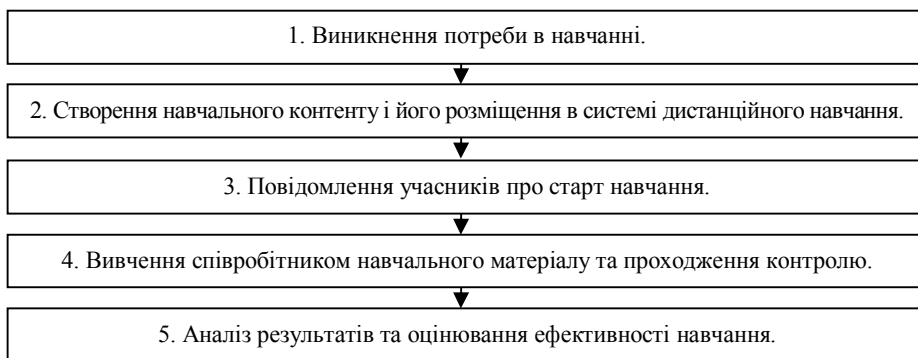 1. Виникнення потреби в навчанні.
2. Створення навчального контенту і його розміщення в системі дистанційного навчання.
3. Повідомлення учасників про старт навчання.
4. Вивчення співробітником навчального матеріалу та проходження контролю.
5. Аналіз результатів та оцінювання ефективності навчання.